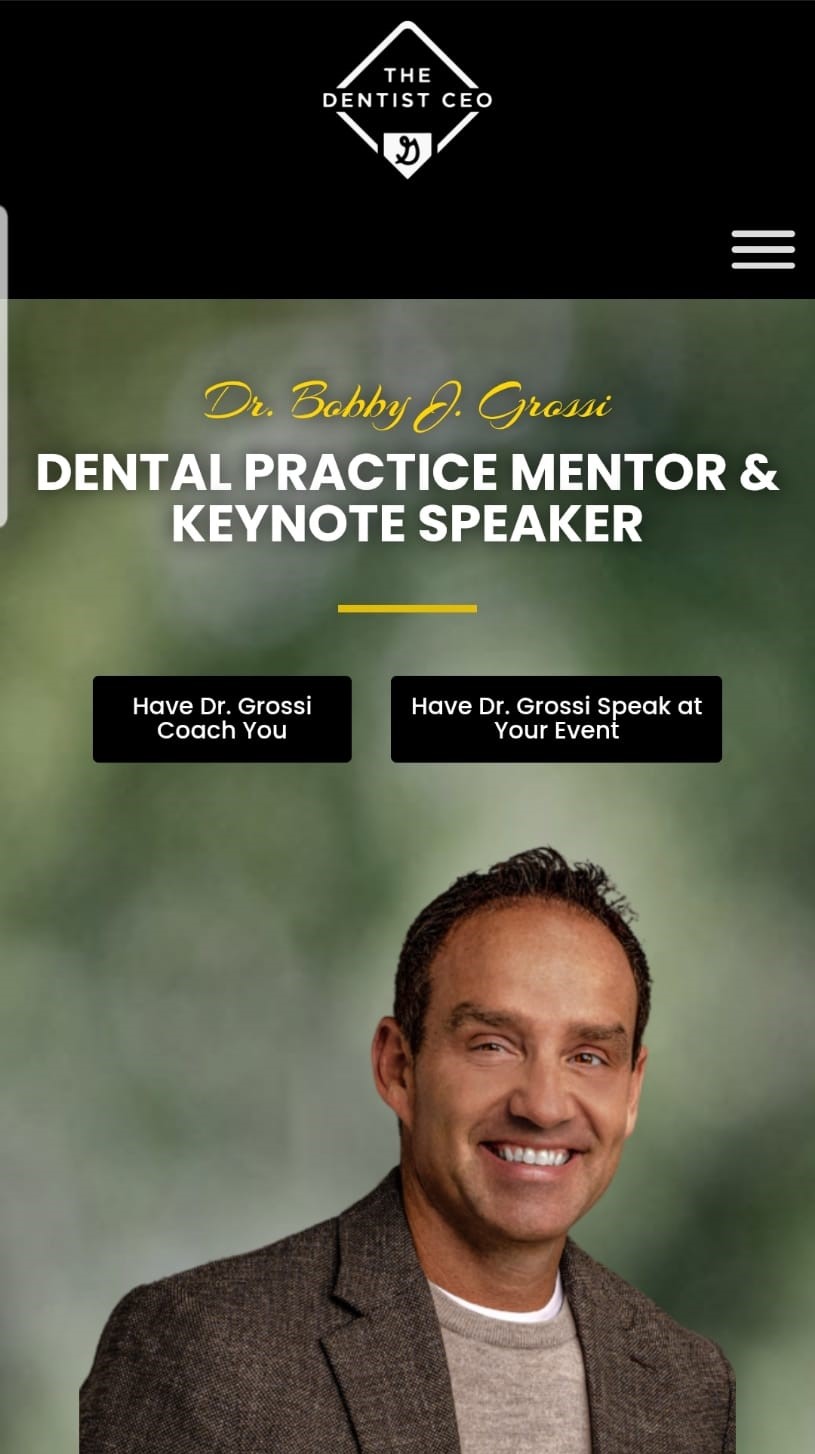 THE
DENTIST CEO
G
Dr. Bobby J. Grossi
DENTAL PRACTICE MENTOR &
KEYNOTE SPEAKER
Have Dr. Grossi
Coach You
Have Dr. Grossi Speak at
Your Event